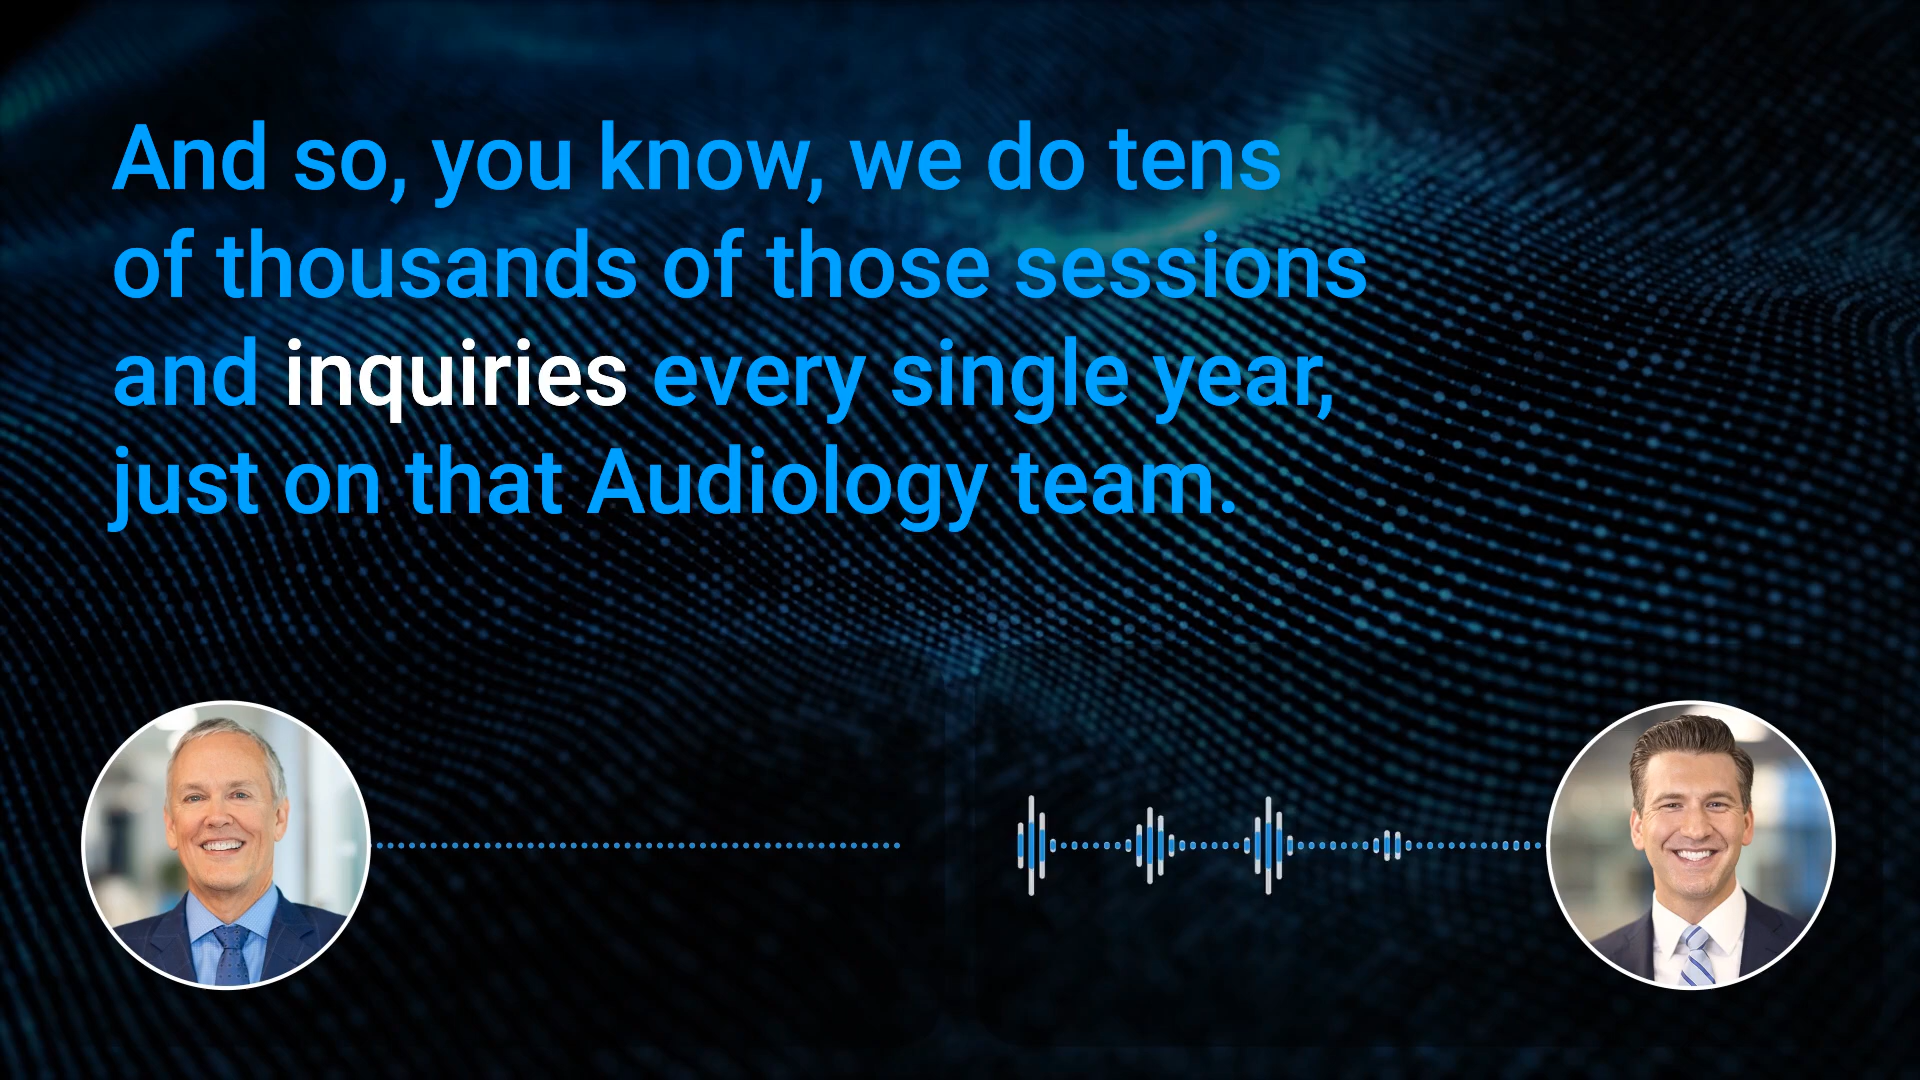 And so, you know, we do tens
of thousands of those sessions
and inquiries every single year,
just on that Audiology team.